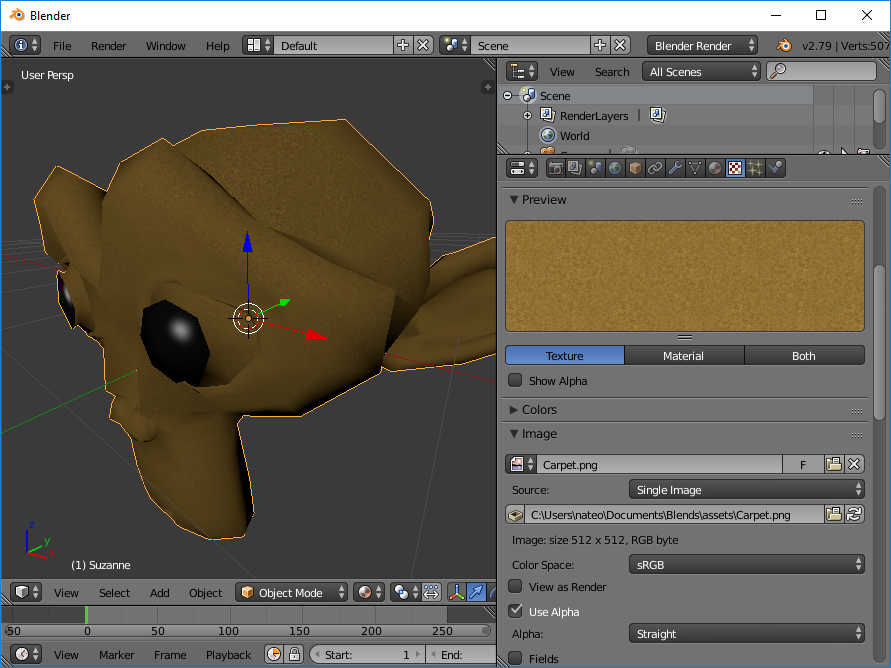 Blender
File Render Window Help Default Scene Blender Render v2.79 | Verts:507
User Persp
View Search All Scenes
Scene
RenderLayers
World
Preview
Texture Material Both
Show Alpha
Colors
Image
Carpet.png F
Source: Single Image
C:\Users\nateo\Documents\Blends\assets\Carpet.png
Image: size 512 x 512, RGB byte
Color Space: sRGB
View as Render
Use Alpha
Alpha: Straight
Fields
z
y
x
(1) Suzanne
View Select Add Object Object Mode
-50 0 50 100 150 200 250
View Marker Frame Playback Start: 1 End: